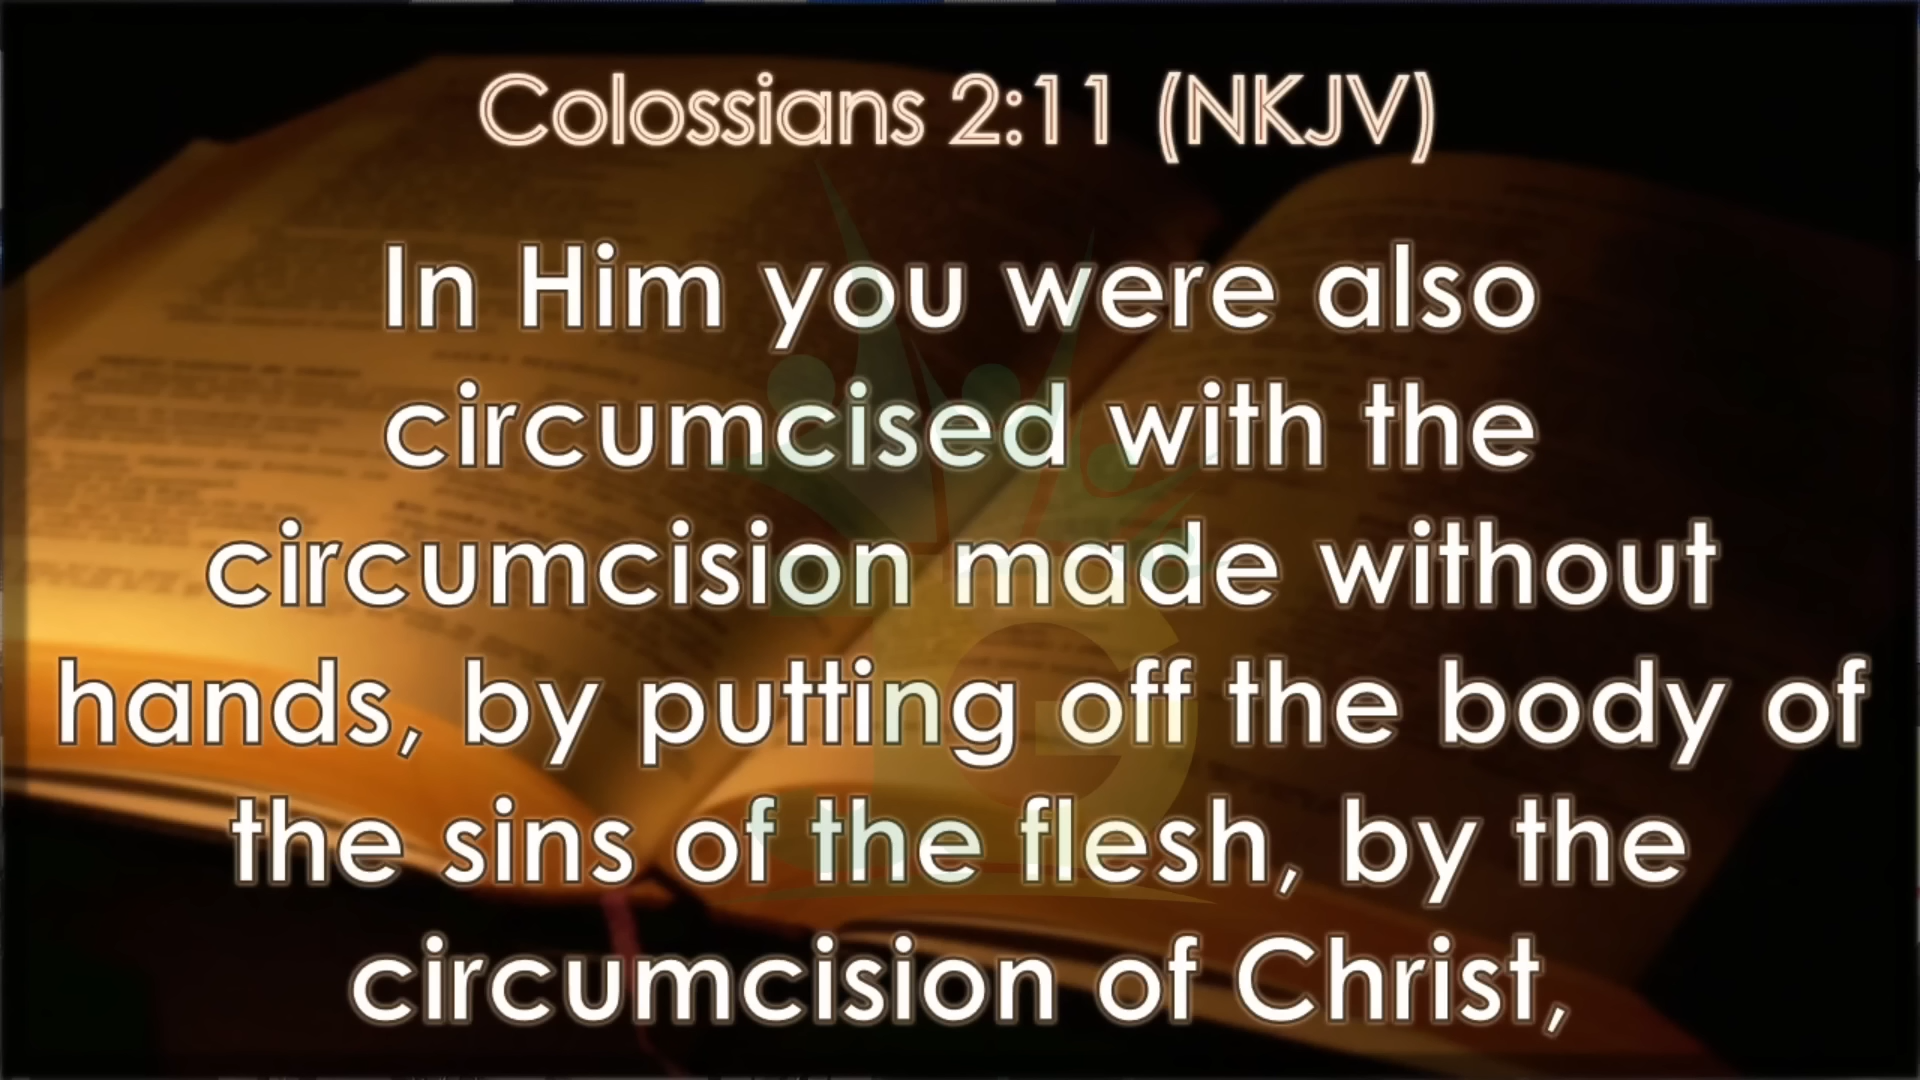 Colossians 2:11 (NKJV)
In Him you were also
circumcised with the
circumcision made without
hands, by putting off the body of
the sins of the flesh, by the
circumcision of Christ,